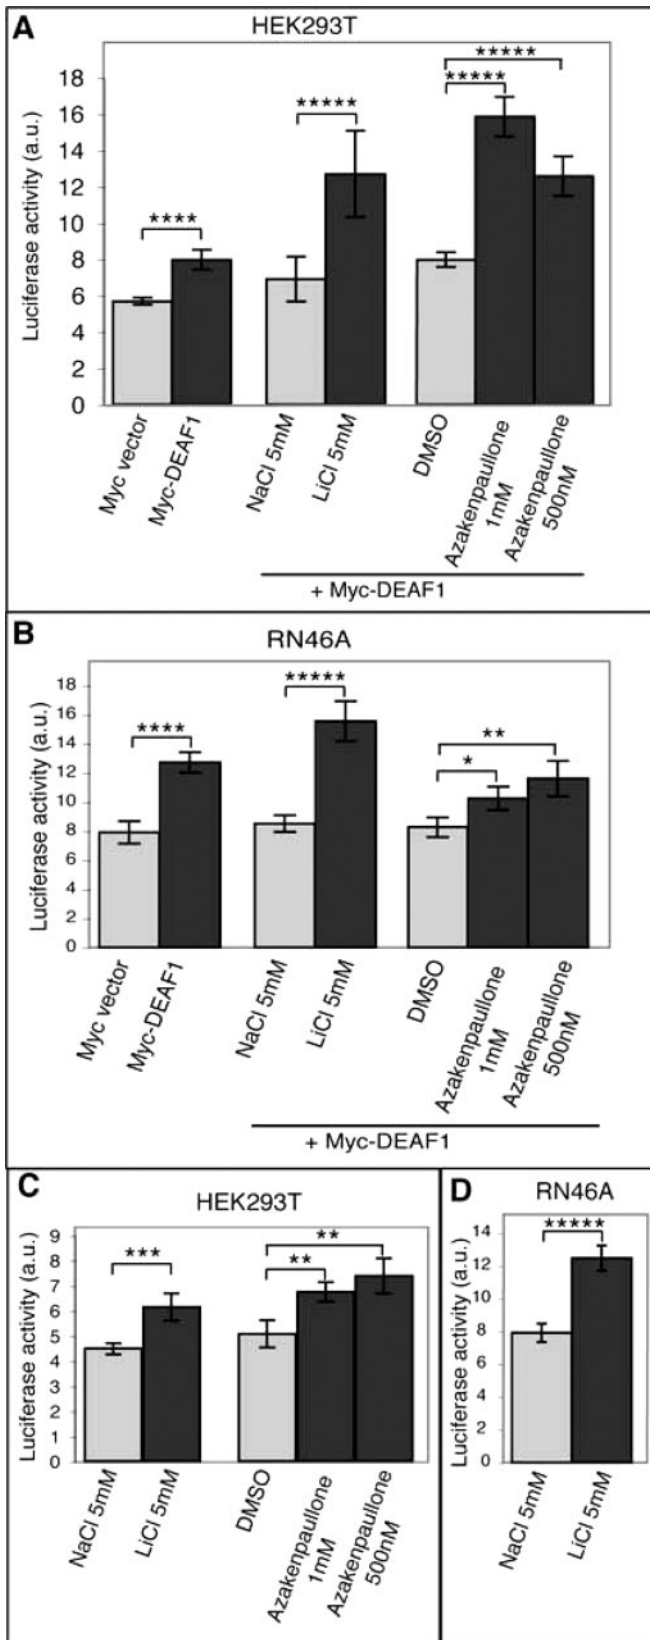 A
HEK293T
Luciferase activity (a.u.)
18
16
14
12
10
8
6
4
2
0
****
*****
*****
*****
Myc vector
Myc-DEAF1
NaCl 5mM
LiCl 5mM
DMSO
Azakenpaullone
1mM
Azakenpaullone
500nM
+ Myc-DEAF1
B
RN46A
Luciferase activity (a.u.)
18
16
14
12
10
8
6
4
2
0
****
*****
*
**
Myc vector
Myc-DEAF1
NaCl 5mM
LiCl 5mM
DMSO
Azakenpaullone
1mM
Azakenpaullone
500nM
+ Myc-DEAF1
C
HEK293T
Luciferase activity (a.u.)
9
8
7
6
5
4
3
2
1
0
***
**
**
NaCl 5mM
LiCl 5mM
DMSO
Azakenpaullone
1mM
Azakenpaullone
500nM
D
RN46A
Luciferase activity (a.u.)
14
12
10
8
6
4
2
0
*****
NaCl 5mM
LiCl 5mM